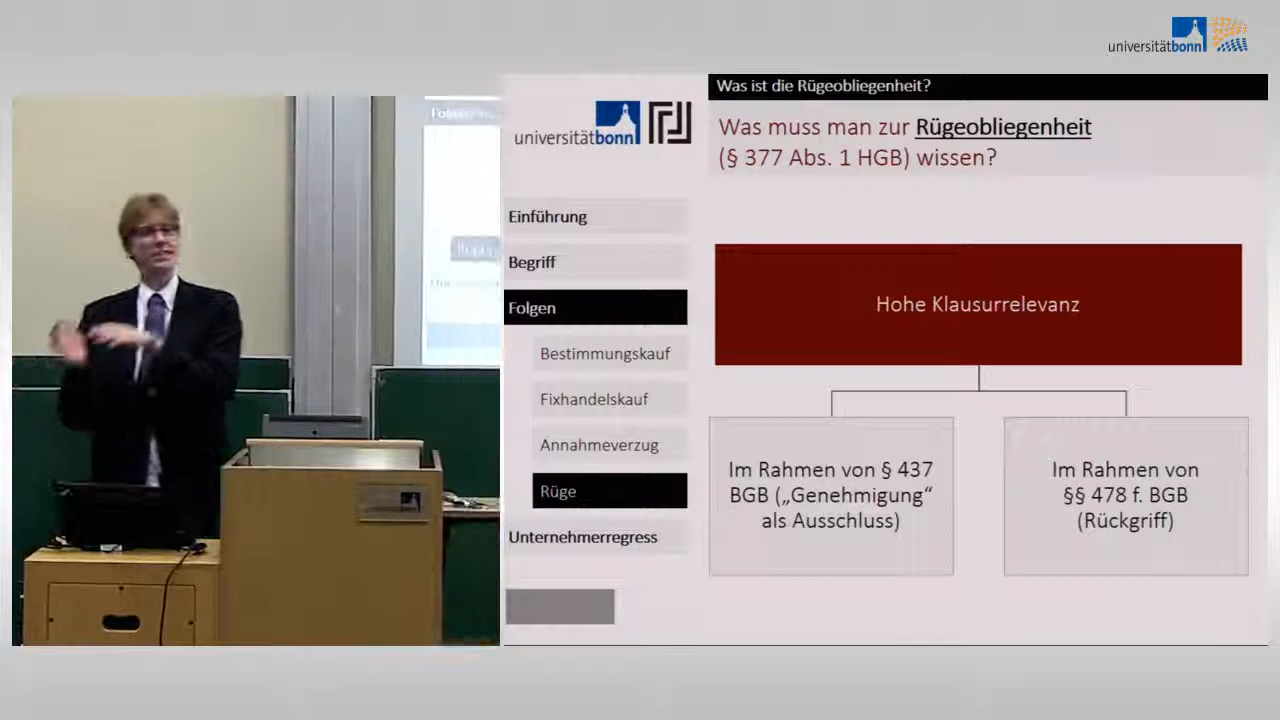 universitätbonn
Was ist die Rügeobliegenheit?
universitätbonn
Was muss man zur Rügeobliegenheit
(§ 377 Abs. 1 HGB) wissen?
Einführung
Begriff
Folgen
Bestimmungskauf
Fixhandelskauf
Annahmeverzug
Rüge
Unternehmerregress
Hohe Klausurrelevanz
Im Rahmen von § 437
BGB („Genehmigung“
als Ausschluss)
Im Rahmen von
§§ 478 f. BGB
(Rückgriff)